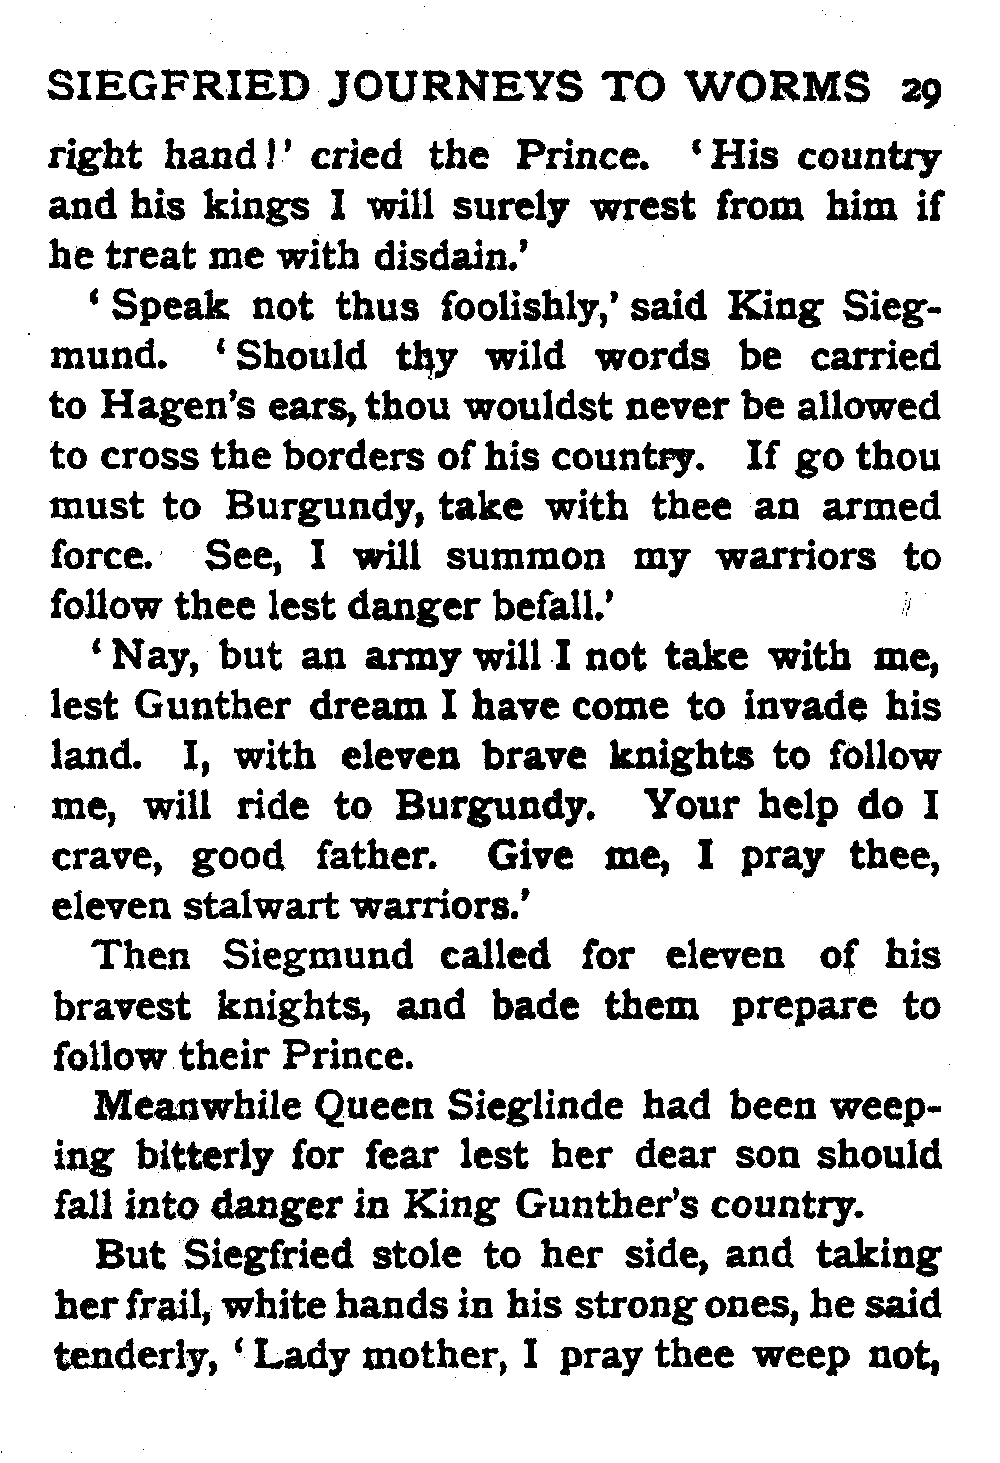 SIEGFRIED JOURNEYS TO WORMS 29
right hand!' cried the Prince. 'His country
and his kings I will surely wrest from him if
he treat me with disdain.'
'Speak not thus foolishly,' said King Sieg-
mund. 'Should thy wild words be carried
to Hagen's ears, thou wouldst never be allowed
to cross the borders of his country. If go thou
must to Burgundy, take with thee an armed
force. See, I will summon my warriors to
follow thee lest danger befall.'
'Nay, but an army will I not take with me,
lest Gunther dream I have come to invade his
land. I, with eleven brave knights to follow
me, will ride to Burgundy. Your help do I
crave, good father. Give me, I pray thee,
eleven stalwart warriors.'
Then Siegmund called for eleven of his
bravest knights, and bade them prepare to
follow their Prince.
Meanwhile Queen Sieglinde had been weep-
ing bitterly for fear lest her dear son should
fall into danger in King Gunther's country.
But Siegfried stole to her side, and taking
her frail, white hands in his strong ones, he said
tenderly, 'Lady mother, I pray thee weep not,